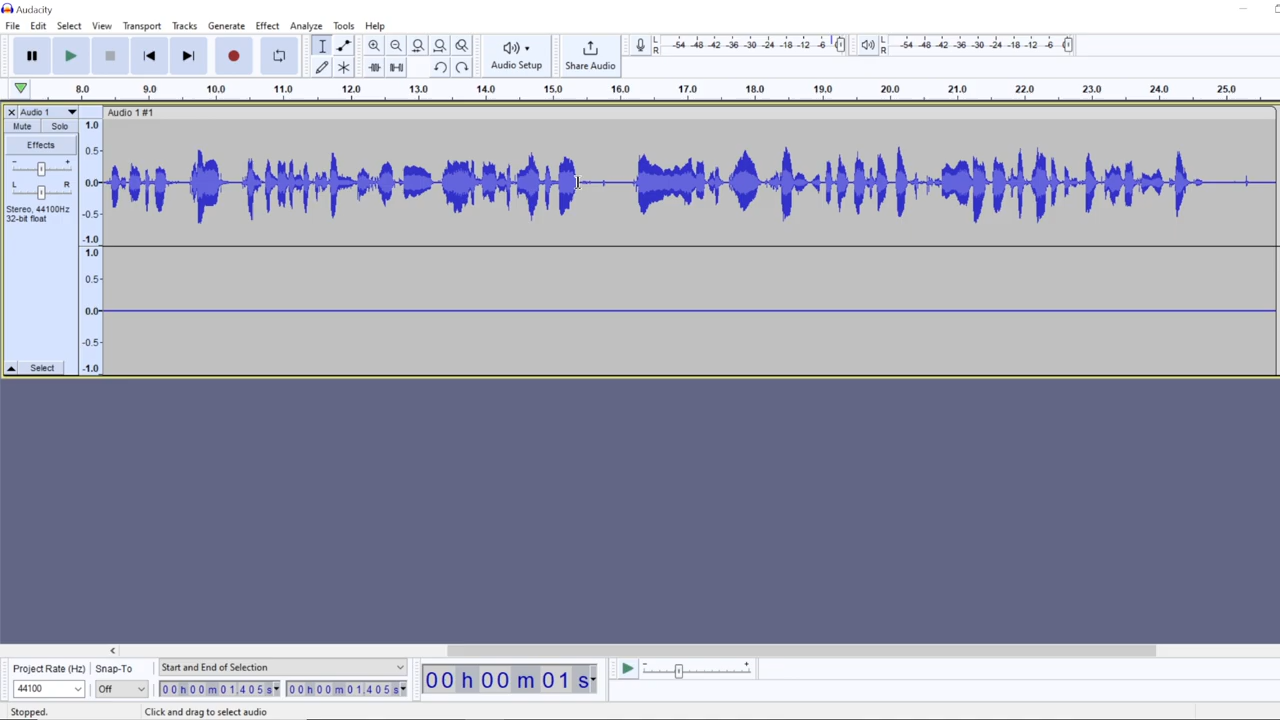 Audacity
File Edit Select View Transport Tracks Generate Effect Analyze Tools Help
Audio Setup
Share Audio
L
R
-54 -48 -42 -36 -30 -24 -18 -12 -6
L
R
-54 -48 -42 -36 -30 -24 -18 -12 -6
8.0 9.0 10.0 11.0 12.0 13.0 14.0 15.0 16.0 17.0 18.0 19.0 20.0 21.0 22.0 23.0 24.0 25.0
Audio 1
Audio 1 #1
Mute Solo
Effects
- +
L R
Stereo, 44100Hz
32-bit float
Select
1.0
0.5
0.0
-0.5
-1.0
1.0
0.5
0.0
-0.5
-1.0
Project Rate (Hz) Snap-To Start and End of Selection
44100 Off 00h00m01.405s 00h00m01.405s
00h00m01s
- +
Stopped. Click and drag to select audio